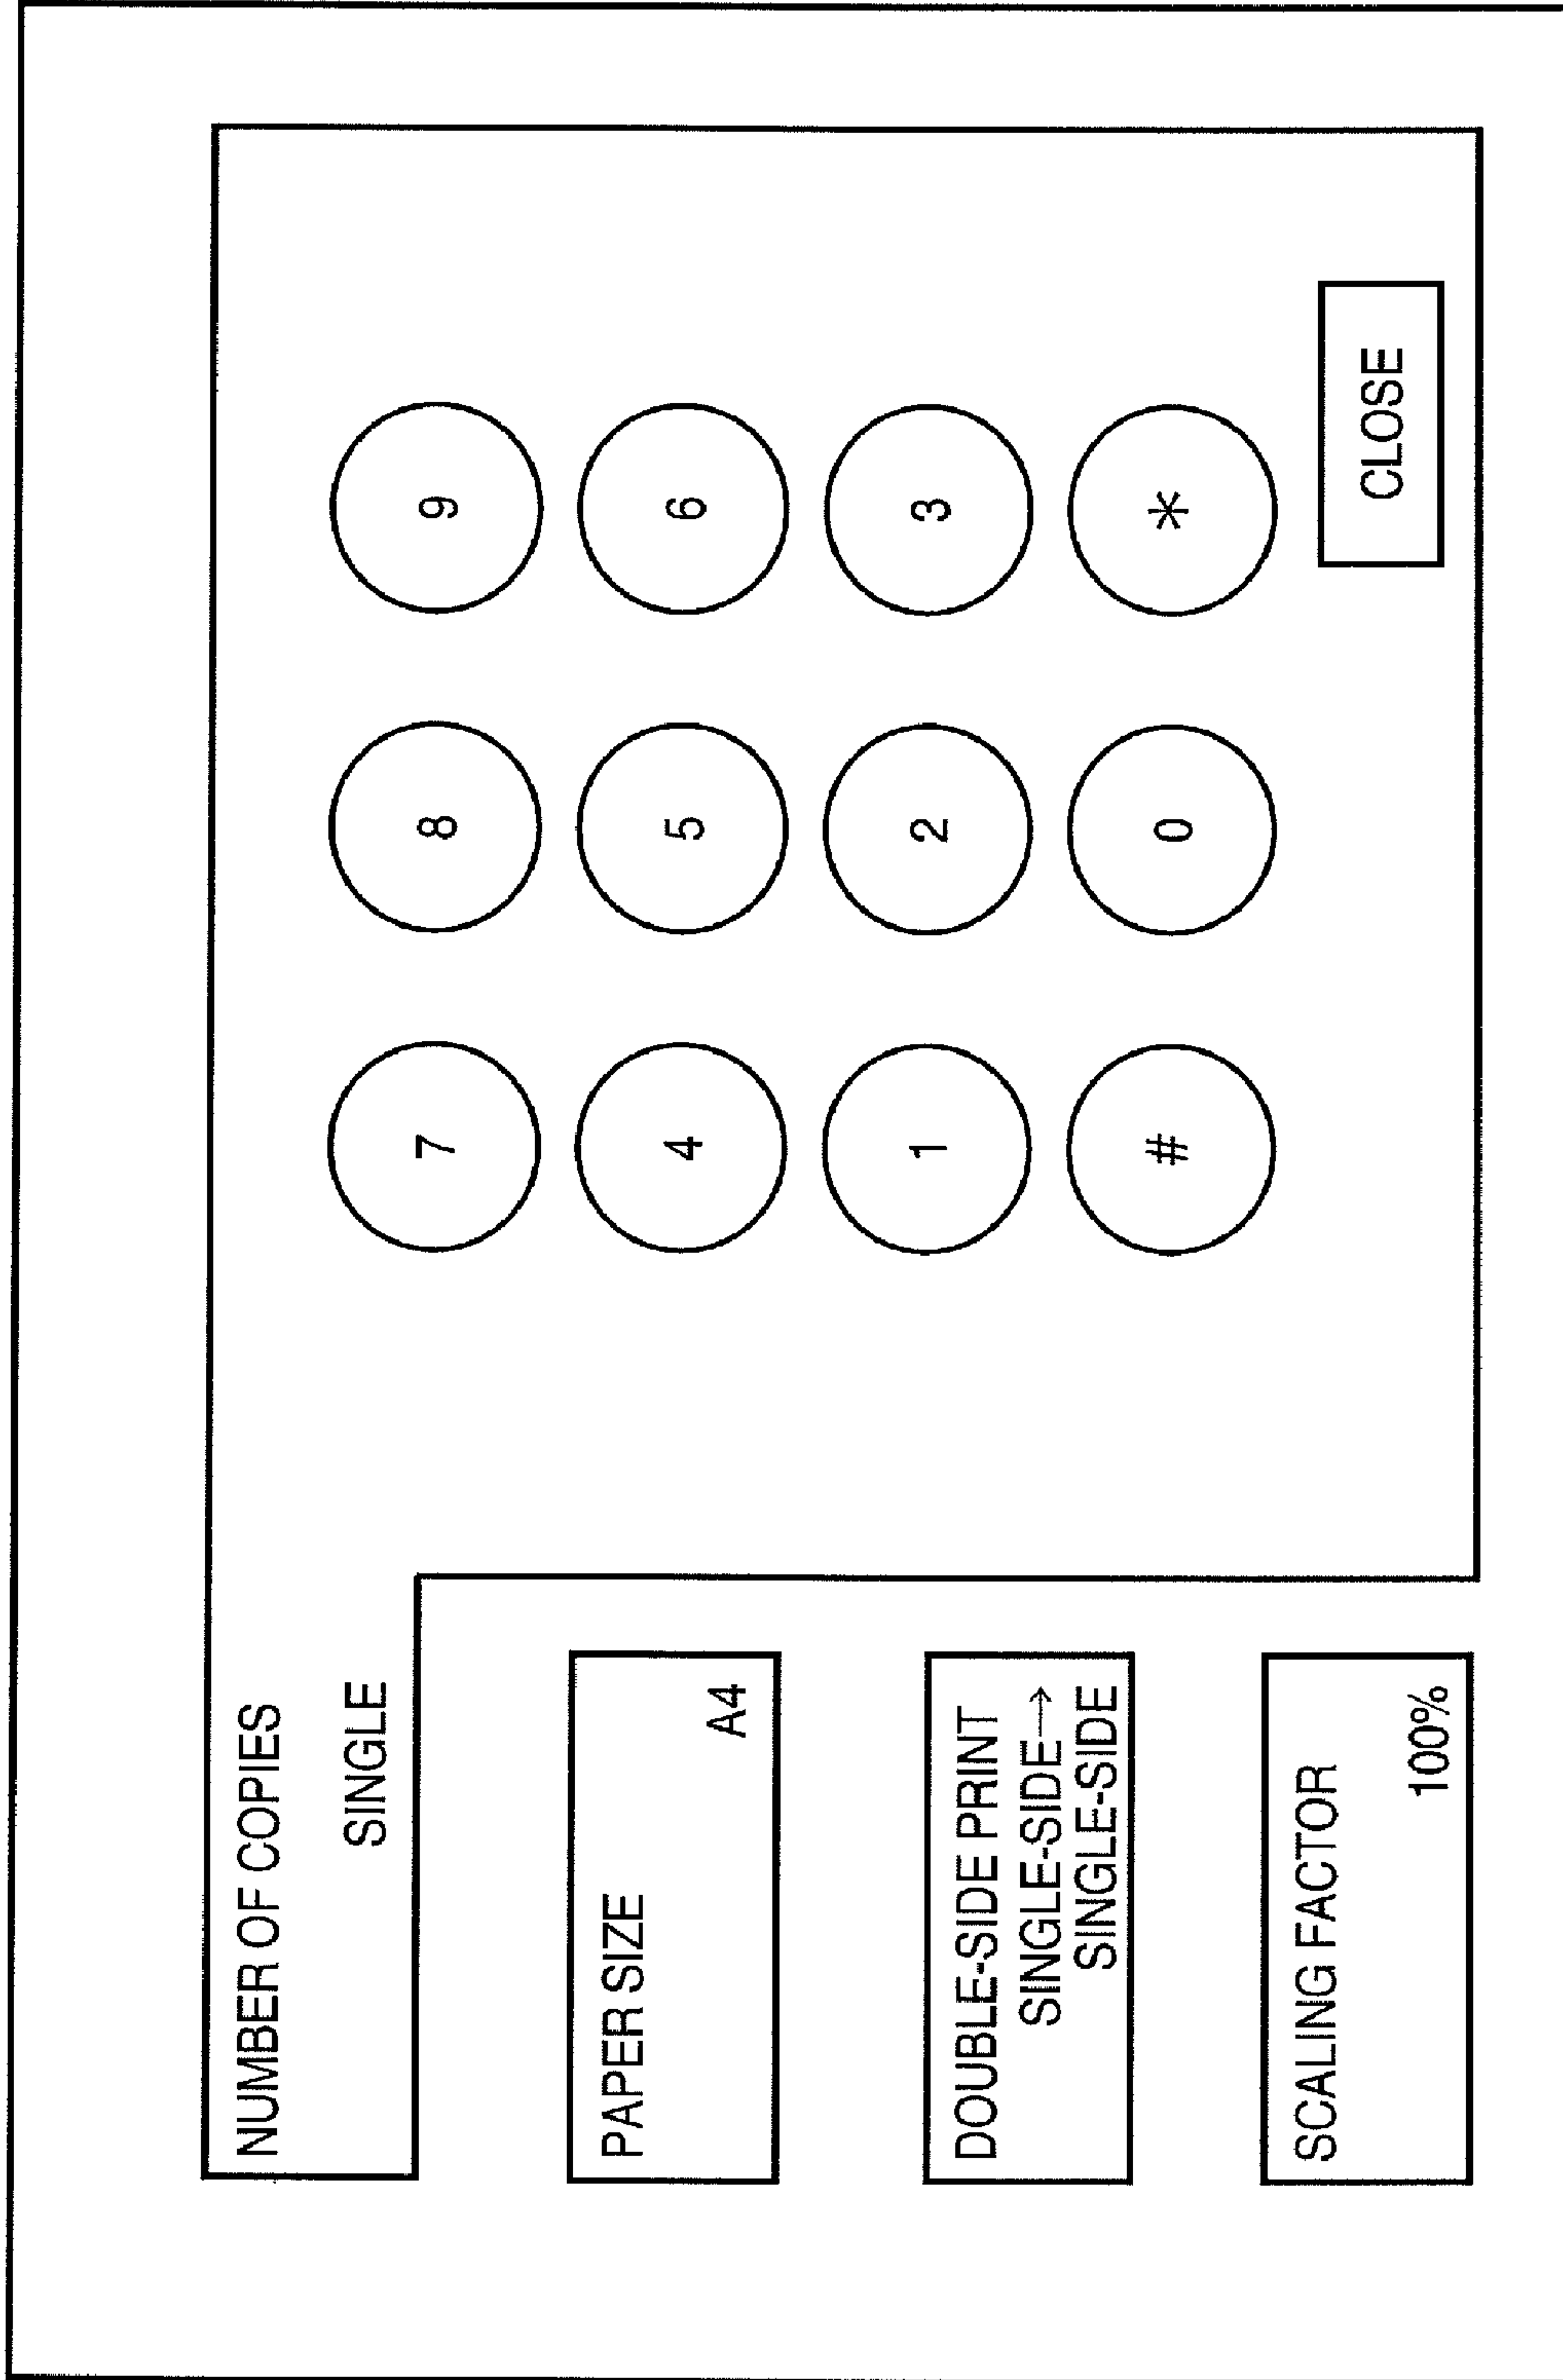 NUMBER OF COPIES
SINGLE
PAPER SIZE
A4
DOUBLE-SIDE PRINT
SINGLE-SIDE→
SINGLE-SIDE
SCALING FACTOR
100%
7 8 9
4 5 6
1 2 3
# 0 *
CLOSE